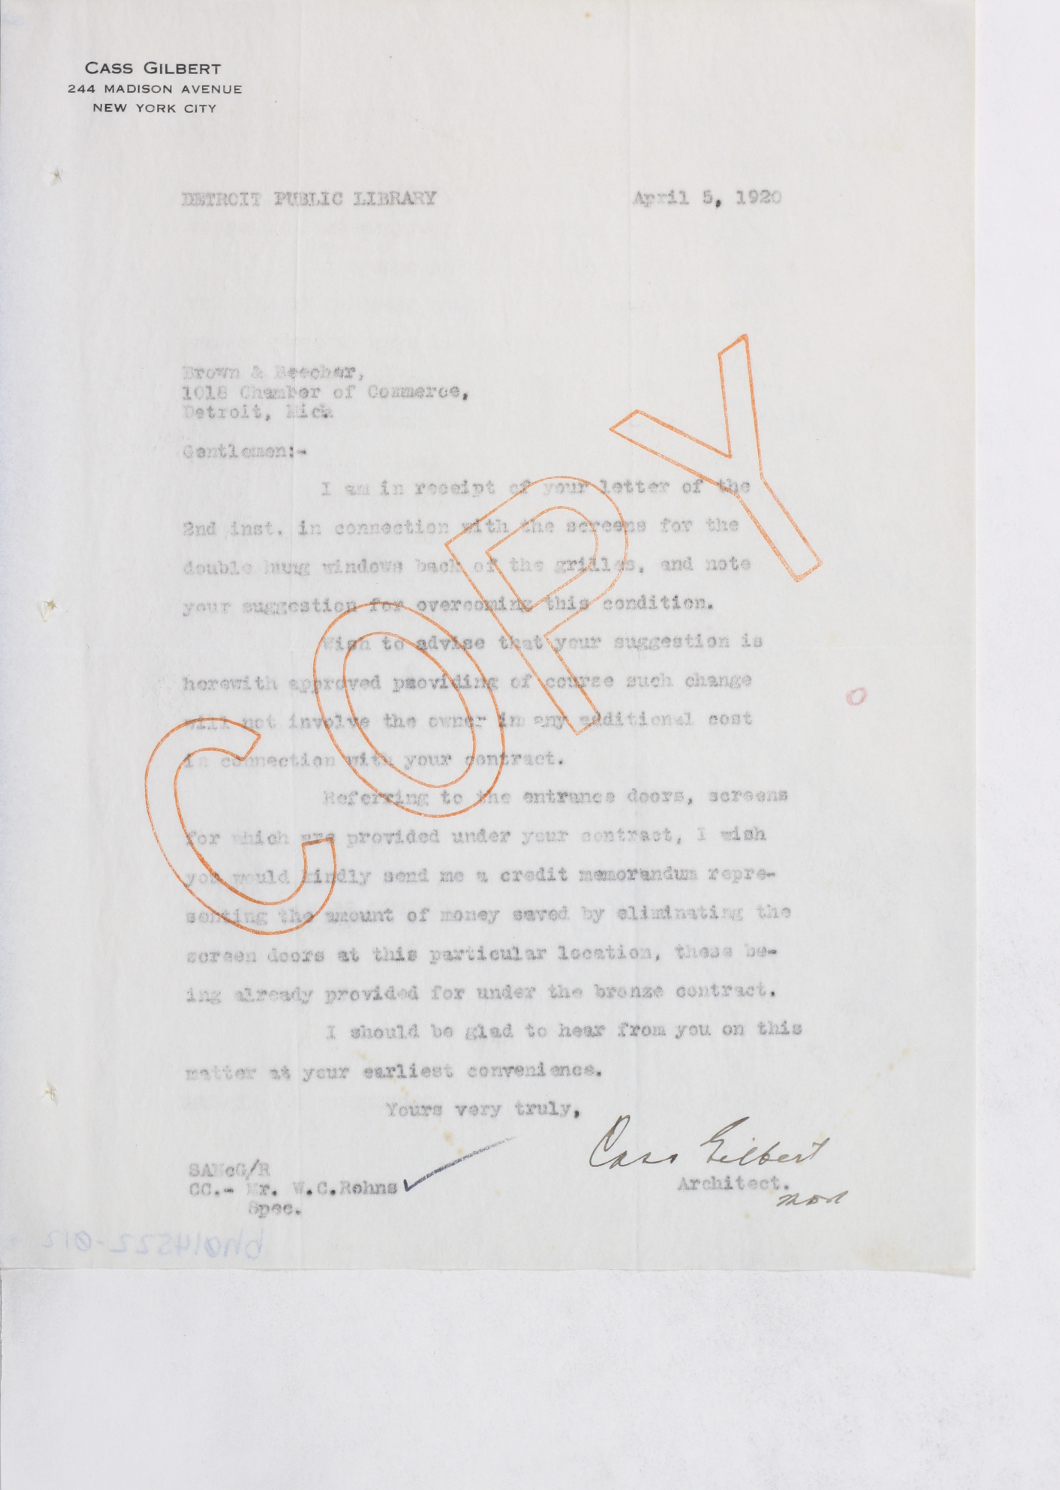 CASS GILBERT
244 MADISON AVENUE
NEW YORK CITY
DETROIT PUBLIC LIBRARY April 5, 1920
Brown & Beecher,
1018 Chamber of Commerce,
Detroit, Mich
Gentlemen:-
I am in receipt of your letter of the
2nd inst. in connection with the screens for the
double hung windows back of the grilles, and note
your suggestion for overcoming this condition.
Wish to advise that your suggestion is
herewith approved providing of course such change
will not involve the owner in any additional cost
in connection with your contract.
Referring to the entrance doors, screens
for which are provided under your contract, I wish
you would kindly send me a credit memorandum repre-
senting the amount of money saved by eliminating the
screen doors at this particular location, these be-
ing already provided for under the bronze contract.
I should be glad to hear from you on this
matter at your earliest convenience.
Yours very truly,
Cass Gilbert
Architect.
SAMcG/R
CC.- Mr. W.C.Rohns
Spec.
COPY
bh014522-012